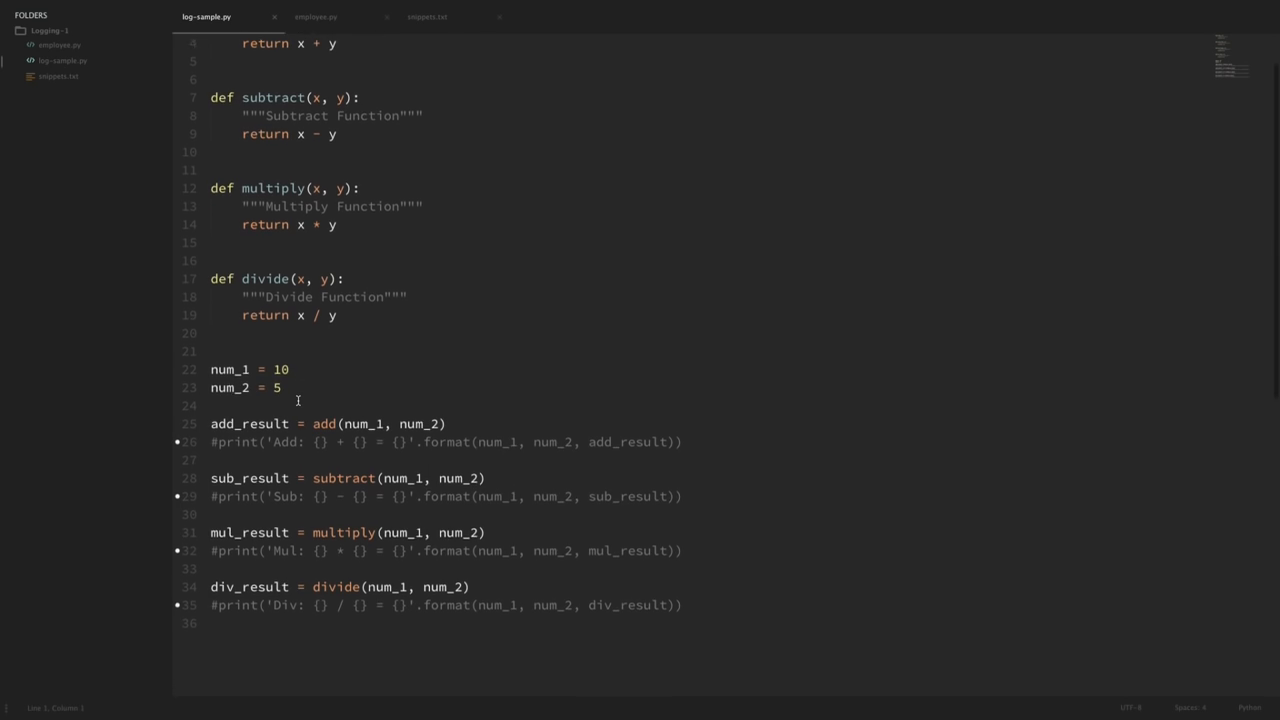 FOLDERS
Logging-1
employee.py
log-sample.py
snippets.txt
log-sample.py × employee.py × snippets.txt ×
4     return x + y
5
6
7 def subtract(x, y):
8     """Subtract Function"""
9     return x - y
10
11
12 def multiply(x, y):
13     """Multiply Function"""
14     return x * y
15
16
17 def divide(x, y):
18     """Divide Function"""
19     return x / y
20
21
22 num_1 = 10
23 num_2 = 5
24
25 add_result = add(num_1, num_2)
26 #print('Add: {} + {} = {}'.format(num_1, num_2, add_result))
27
28 sub_result = subtract(num_1, num_2)
29 #print('Sub: {} - {} = {}'.format(num_1, num_2, sub_result))
30
31 mul_result = multiply(num_1, num_2)
32 #print('Mul: {} * {} = {}'.format(num_1, num_2, mul_result))
33
34 div_result = divide(num_1, num_2)
35 #print('Div: {} / {} = {}'.format(num_1, num_2, div_result))
36
Line 1, Column 1 UTF-8 Spaces: 4 Python